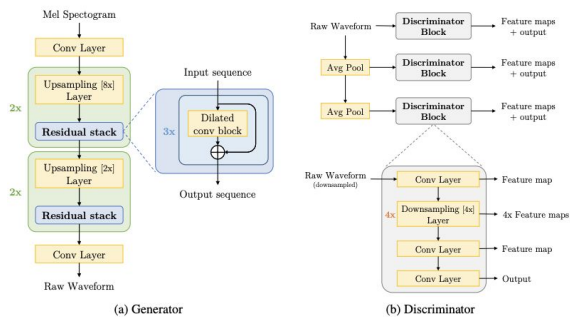 Mel Spectogram
Conv Layer
2x
Upsampling [8x]
Layer
Residual stack
2x
Upsampling [2x]
Layer
Residual stack
Conv Layer
Raw Waveform
Input sequence
3x
Dilated
conv block
Output sequence
(a) Generator
Raw Waveform
Discriminator
Block
Feature maps
+ output
Avg Pool
Discriminator
Block
Feature maps
+ output
Avg Pool
Discriminator
Block
Feature maps
+ output
Raw Waveform
(downsampled)
Conv Layer
Feature map
4x
Downsampling [4x]
Layer
4x Feature maps
Conv Layer
Feature map
Conv Layer
Output
(b) Discriminator